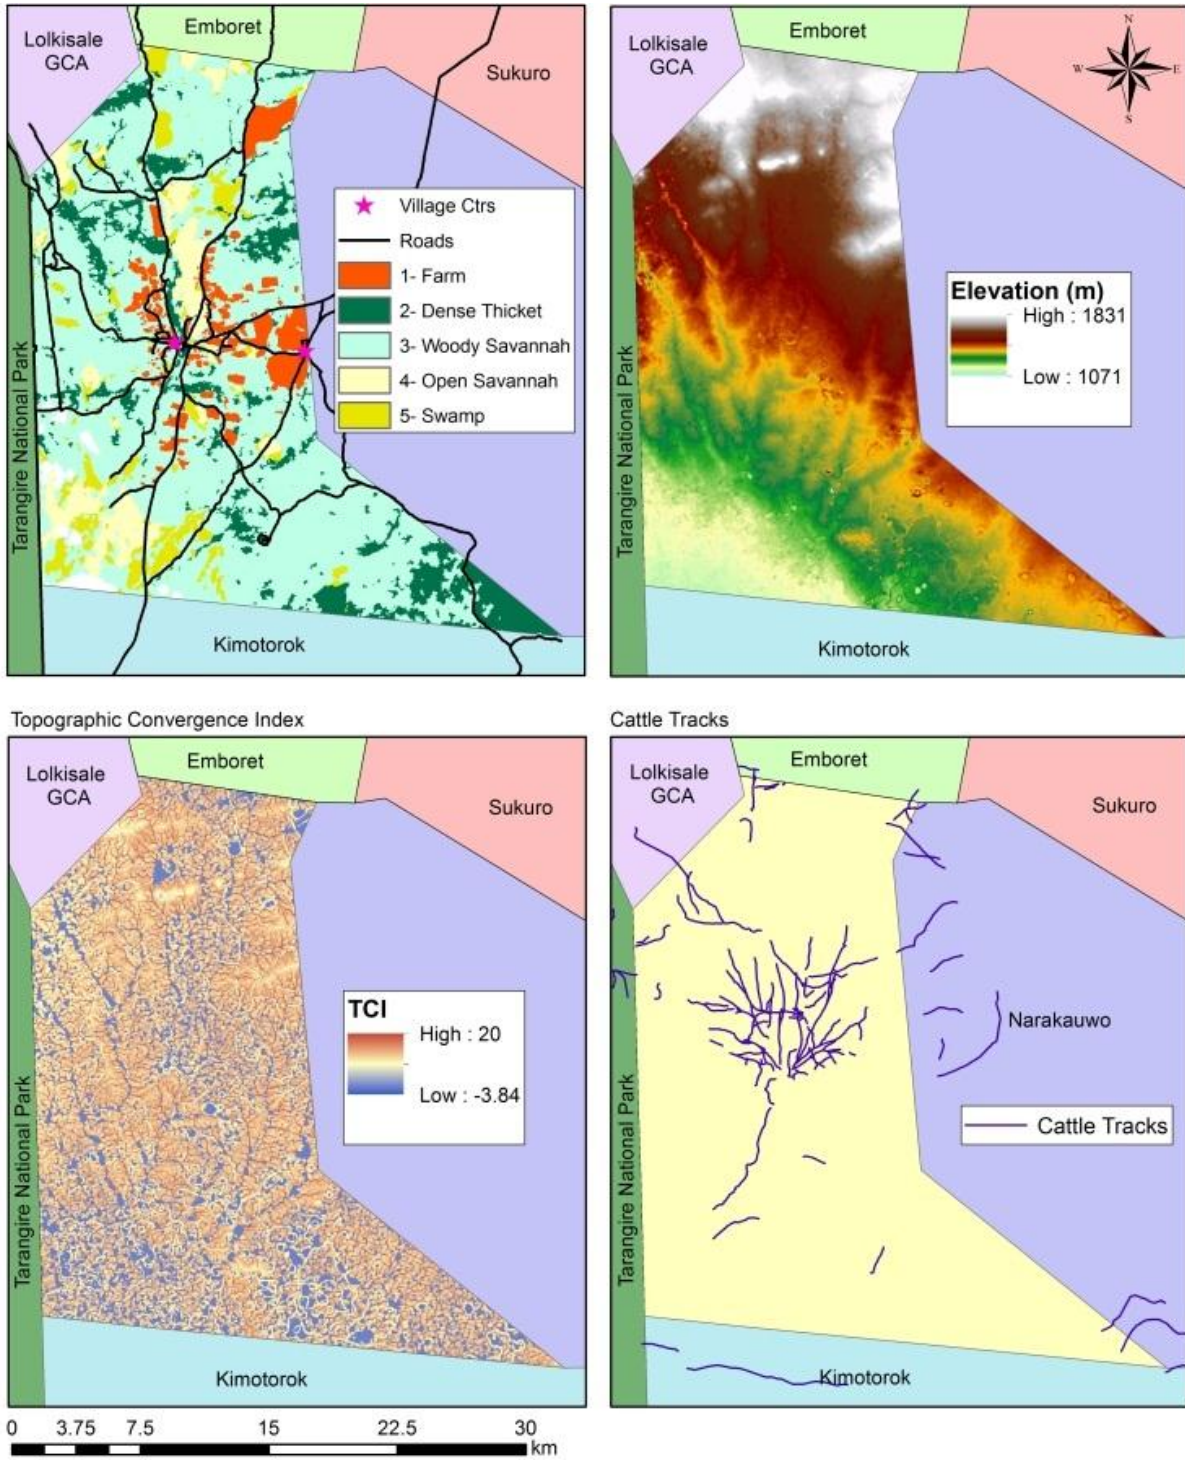 Lolkisale
GCA
Emboret
Sukuro
Village Ctrs
Roads
1- Farm
2- Dense Thicket
3- Woody Savannah
4- Open Savannah
5- Swamp
Tarangire National Park
Kimotorok
Lolkisale
GCA
Emboret
N
W
E
S
Elevation (m)
High : 1831
Low : 1071
Tarangire National Park
Kimotorok
Topographic Convergence Index
Lolkisale
GCA
Emboret
Sukuro
TCI
High : 20
Low : -3.84
Tarangire National Park
Kimotorok
Cattle Tracks
Lolkisale
GCA
Emboret
Sukuro
Narakauwo
Cattle Tracks
Tarangire National Park
Kimotorok
0 3.75 7.5 15 22.5 30
km